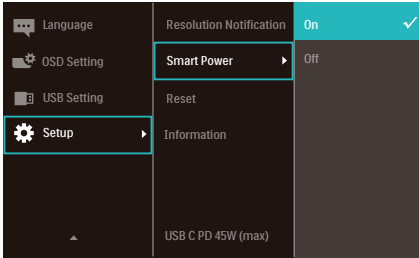 Language
OSD Setting
USB Setting
Setup
Resolution Notification
Smart Power
Reset
Information
USB C PD 45W (max)
On
Off